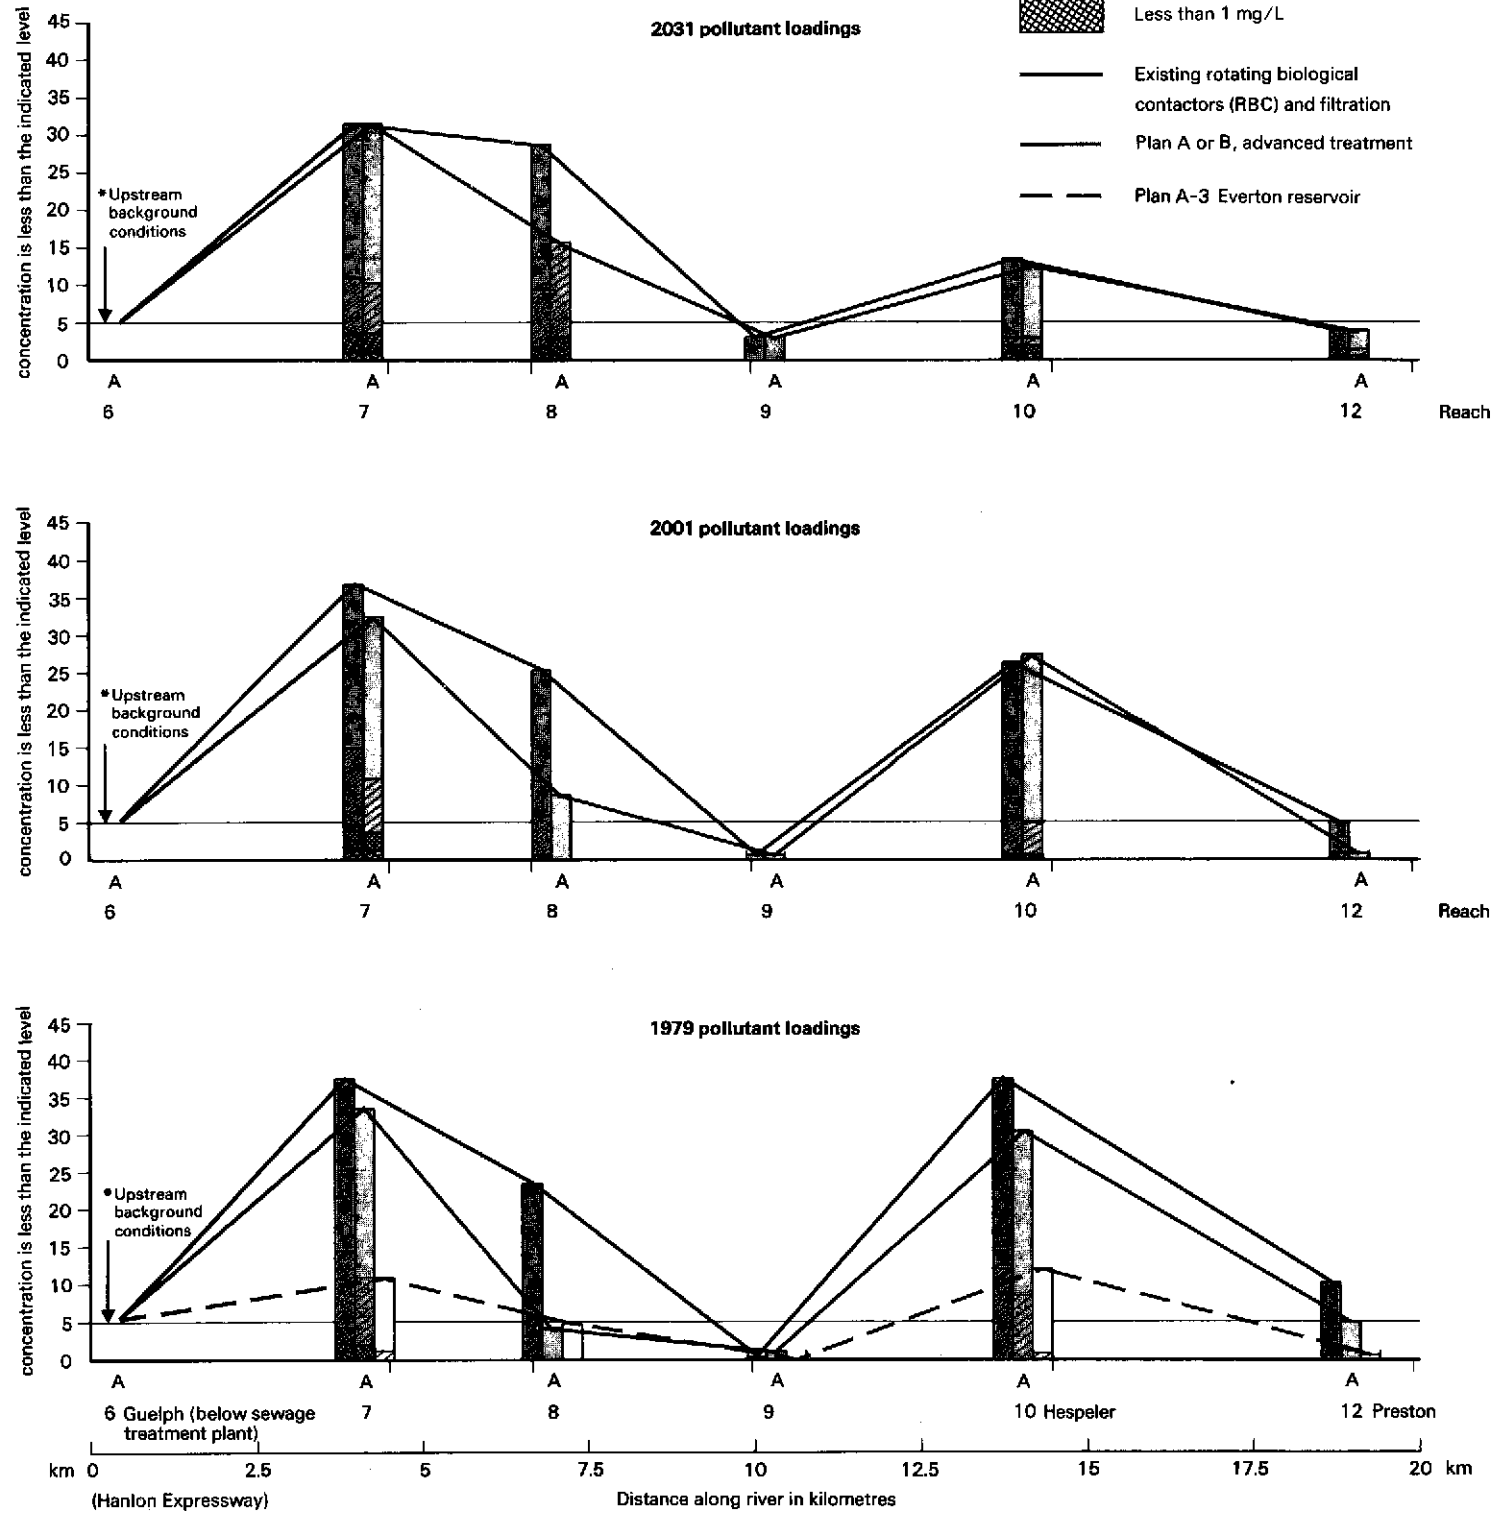 Less than 1 mg/L
Existing rotating biological
contactors (RBC) and filtration
Plan A or B, advanced treatment
Plan A-3 Everton reservoir
2031 pollutant loadings
concentration is less than the indicated level
45
40
35
30
25
20
15
10
5
0
*Upstream
background
conditions
A A A A A A
6 7 8 9 10 12 Reach
2001 pollutant loadings
concentration is less than the indicated level
45
40
35
30
25
20
15
10
5
0
*Upstream
background
conditions
A A A A A A
6 7 8 9 10 12 Reach
1979 pollutant loadings
concentration is less than the indicated level
45
40
35
30
25
20
15
10
5
0
•Upstream
background
conditions
A A A A A A
6 Guelph (below sewage 7 8 9 10 Hespeler 12 Preston
treatment plant)
km 0 2.5 5 7.5 10 12.5 15 17.5 20 km
(Hanlon Expressway) Distance along river in kilometres